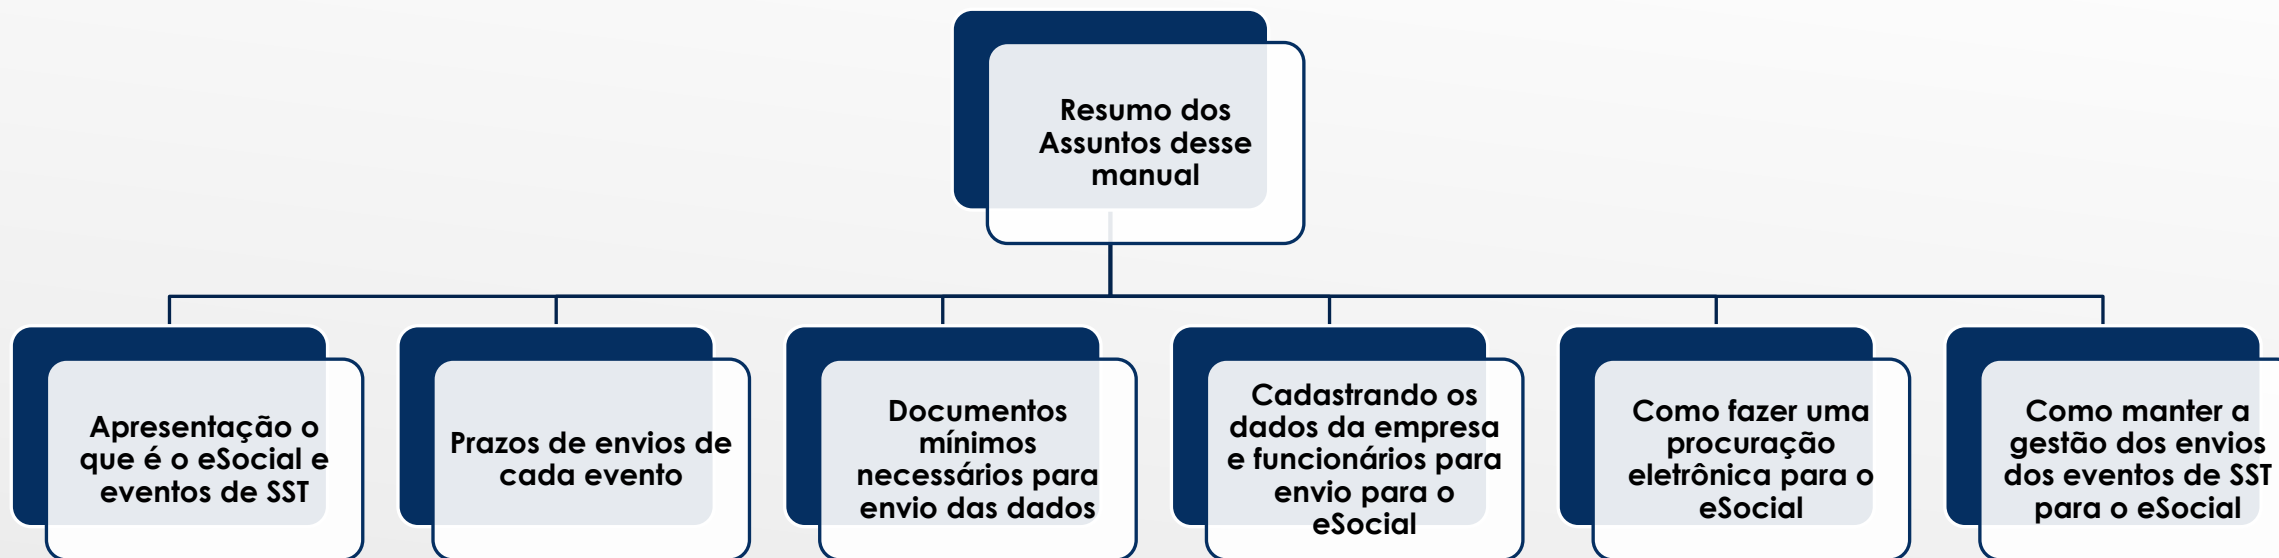 Resumo dos
Assuntos desse
manual
Apresentação o
que é o eSocial e
eventos de SST
Prazos de envios de
cada evento
Documentos
mínimos
necessários para
envio das dados
Cadastrando os
dados da empresa
e funcionários para
envio para o
eSocial
Como fazer uma
procuração
eletrônica para o
eSocial
Como manter a
gestão dos envios
dos eventos de SST
para o eSocial